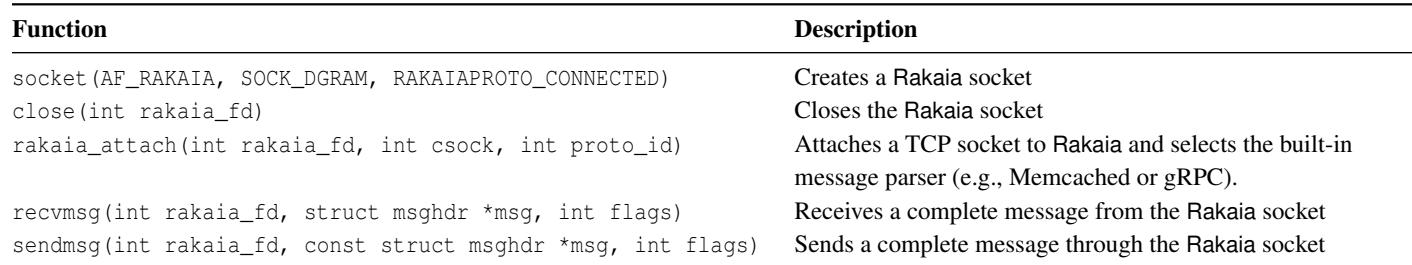 Function Description
socket(AF_RAKAIA, SOCK_DGRAM, RAKAIAPROTO_CONNECTED) Creates a Rakaia socket
close(int rakaia_fd) Closes the Rakaia socket
rakaia_attach(int rakaia_fd, int csock, int proto_id) Attaches a TCP socket to Rakaia and selects the built-in
message parser (e.g., Memcached or gRPC).
recvmsg(int rakaia_fd, struct msghdr *msg, int flags) Receives a complete message from the Rakaia socket
sendmsg(int rakaia_fd, const struct msghdr *msg, int flags) Sends a complete message through the Rakaia socket